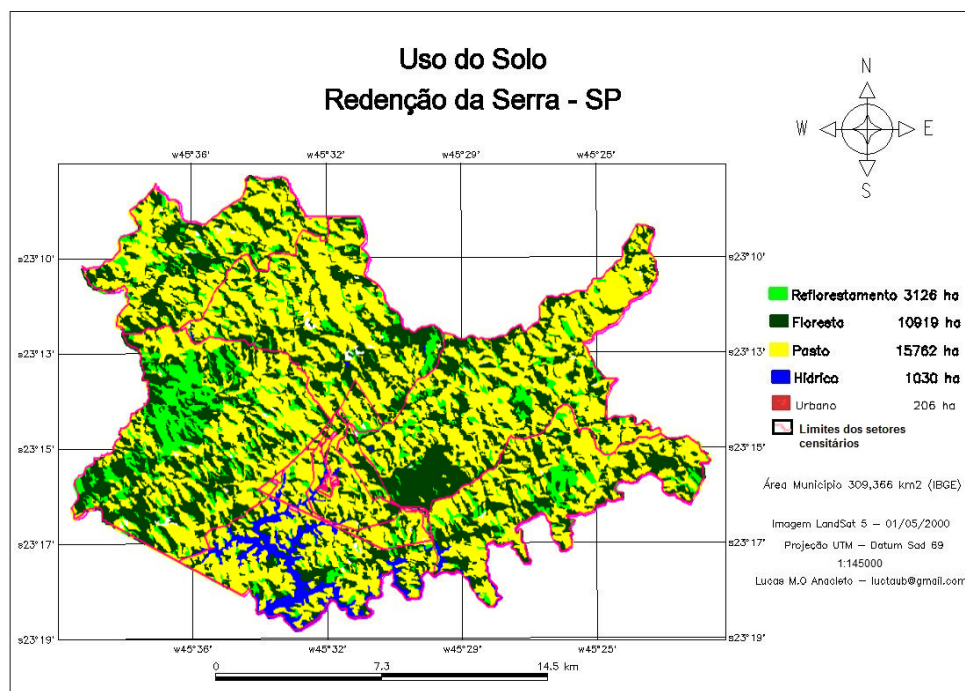 Uso do Solo
Redenção da Serra - SP
N
W
E
S
w45°36'
w45°32'
w45°29'
w45°25'
s23°10'
s23°10'
s23°13'
s23°13'
s23°15'
s23°15'
s23°17'
s23°17'
s23°19'
s23°19'
w45°36'
w45°32'
w45°29'
w45°25'
Reflorestamento 3126 ha
Floresta 10919 ha
Pasto 15762 ha
Hídrico 1030 ha
Urbano 206 ha
Limites dos setores
censitários
Área Município 309,366 km2 (IBGE)
Imagem LandSat 5 - 01/05/2000
Projeção UTM - Datum Sad 69
1:145000
Lucas M.O Anacleto - luctaub@gmail.com
0
7.3
14.5 km